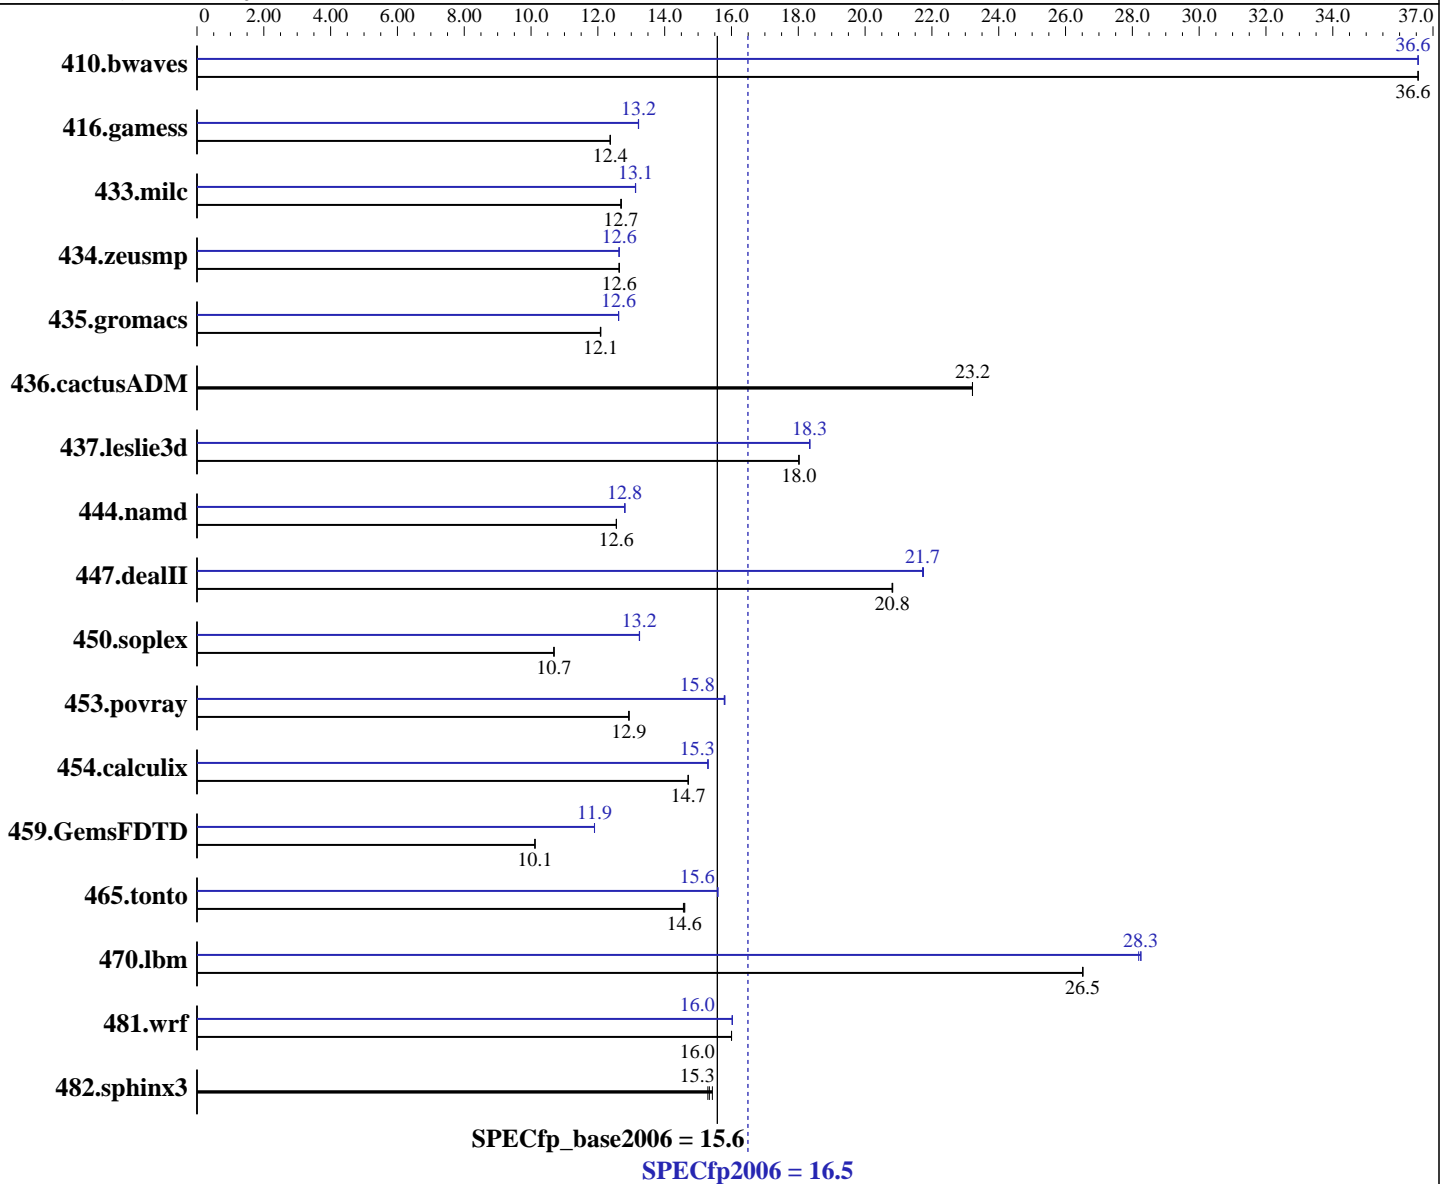 0 2.00 4.00 6.00 8.00 10.0 12.0 14.0 16.0 18.0 20.0 22.0 24.0 26.0 28.0 30.0 32.0 34.0 37.0
36.6
410.bwaves
36.6
13.2
416.gamess
12.4
13.1
433.milc
12.7
12.6
434.zeusmp
12.6
12.6
435.gromacs
12.1
23.2
436.cactusADM
18.3
437.leslie3d
18.0
12.8
444.namd
12.6
21.7
447.dealII
20.8
13.2
450.soplex
10.7
15.8
453.povray
12.9
15.3
454.calculix
14.7
11.9
459.GemsFDTD
10.1
15.6
465.tonto
14.6
28.3
470.lbm
26.5
16.0
481.wrf
16.0
15.3
482.sphinx3
SPECfp_base2006 = 15.6
SPECfp2006 = 16.5